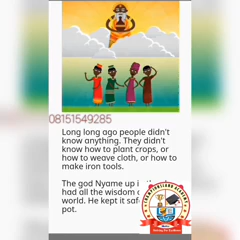 08151549285
Long long ago people didn't
know anything. They didn't
know how to plant crops, or
how to weave cloth, or how to
make iron tools.
The god Nyame up i
had all the wisdom
world. He kept it saf
pot.